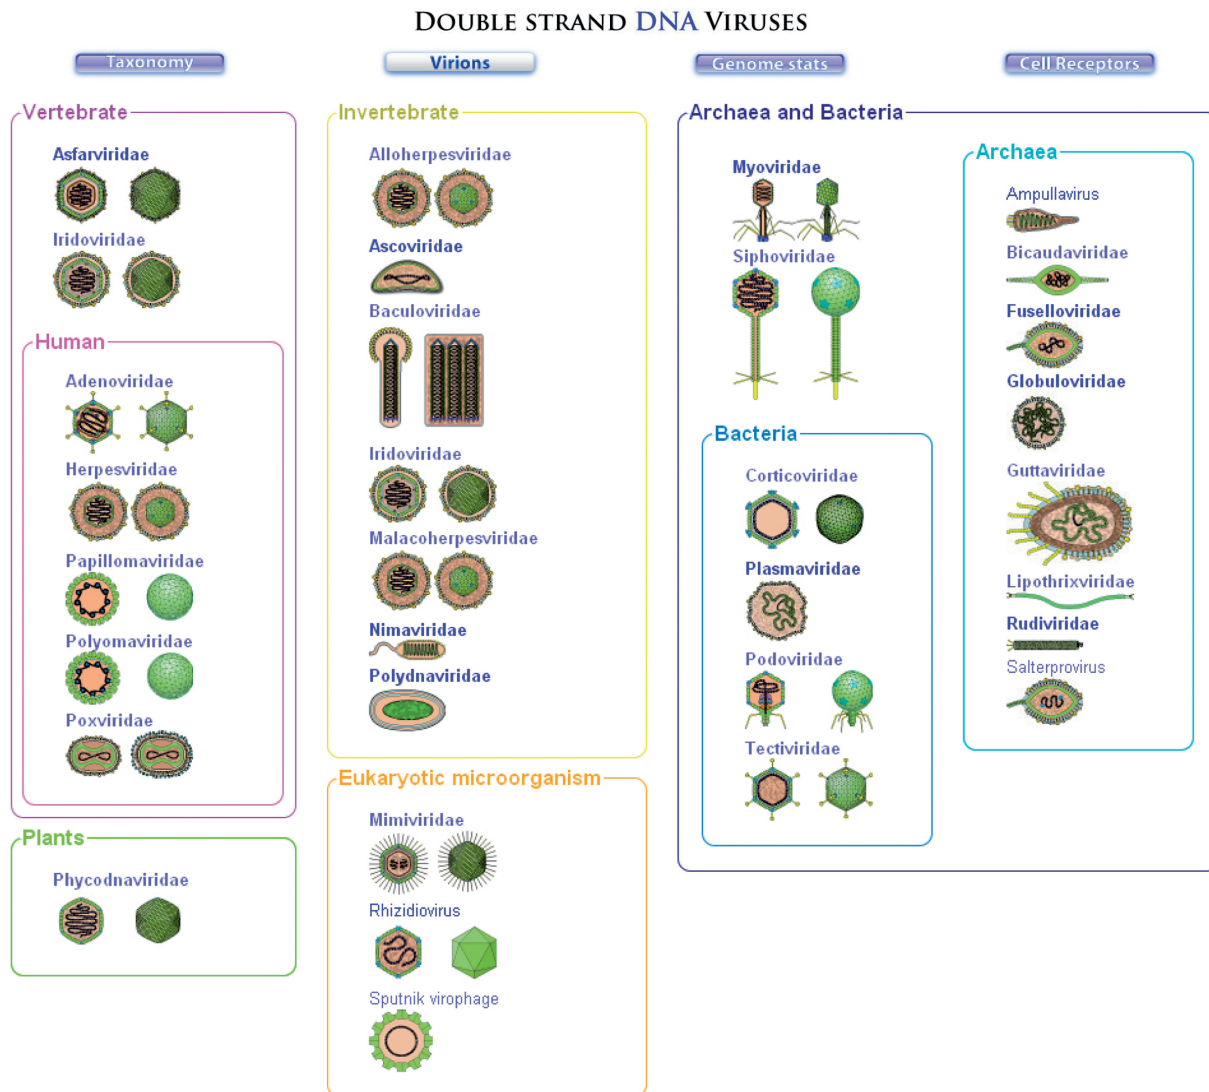 DOUBLE STRAND DNA VIRUSES
Taxonomy
Virions
Genome stats
Cell Receptors
Vertebrate
Asfarviridae
Iridoviridae
Human
Adenoviridae
Herpesviridae
Papillomaviridae
Polyomaviridae
Poxviridae
Plants
Phycodnaviridae
Invertebrate
Alloherpesviridae
Ascoviridae
Baculoviridae
Iridoviridae
Malacoherpesviridae
Nimaviridae
Polydnaviridae
Eukaryotic microorganism
Mimiviridae
Rhizidiovirus
Sputnik virophage
Archaea and Bacteria
Myoviridae
Siphoviridae
Bacteria
Corticoviridae
Plasmaviridae
Podoviridae
Tectiviridae
Archaea
Ampullavirus
Bicaudaviridae
Fuselloviridae
Globuloviridae
Guttaviridae
Lipothrixviridae
Rudiviridae
Salterprovirus